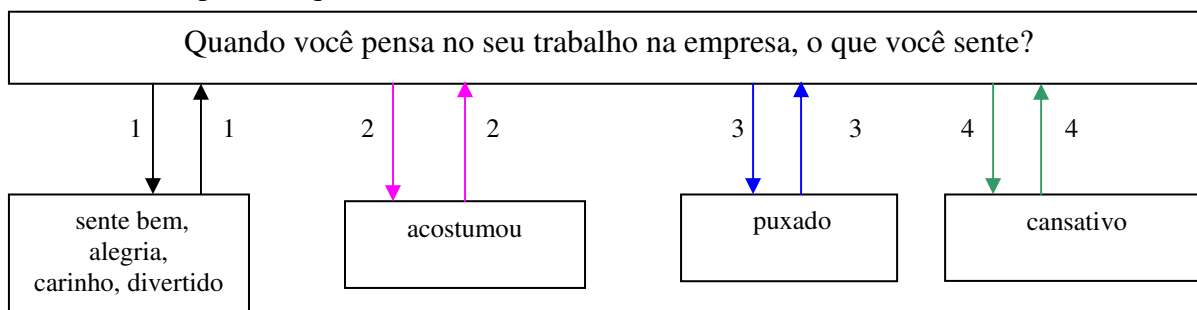 Quando você pensa no seu trabalho na empresa, o que você sente?
1 1 2 2 3 3 4 4
sente bem,
alegria,
carinho, divertido
acostumou
puxado
cansativo